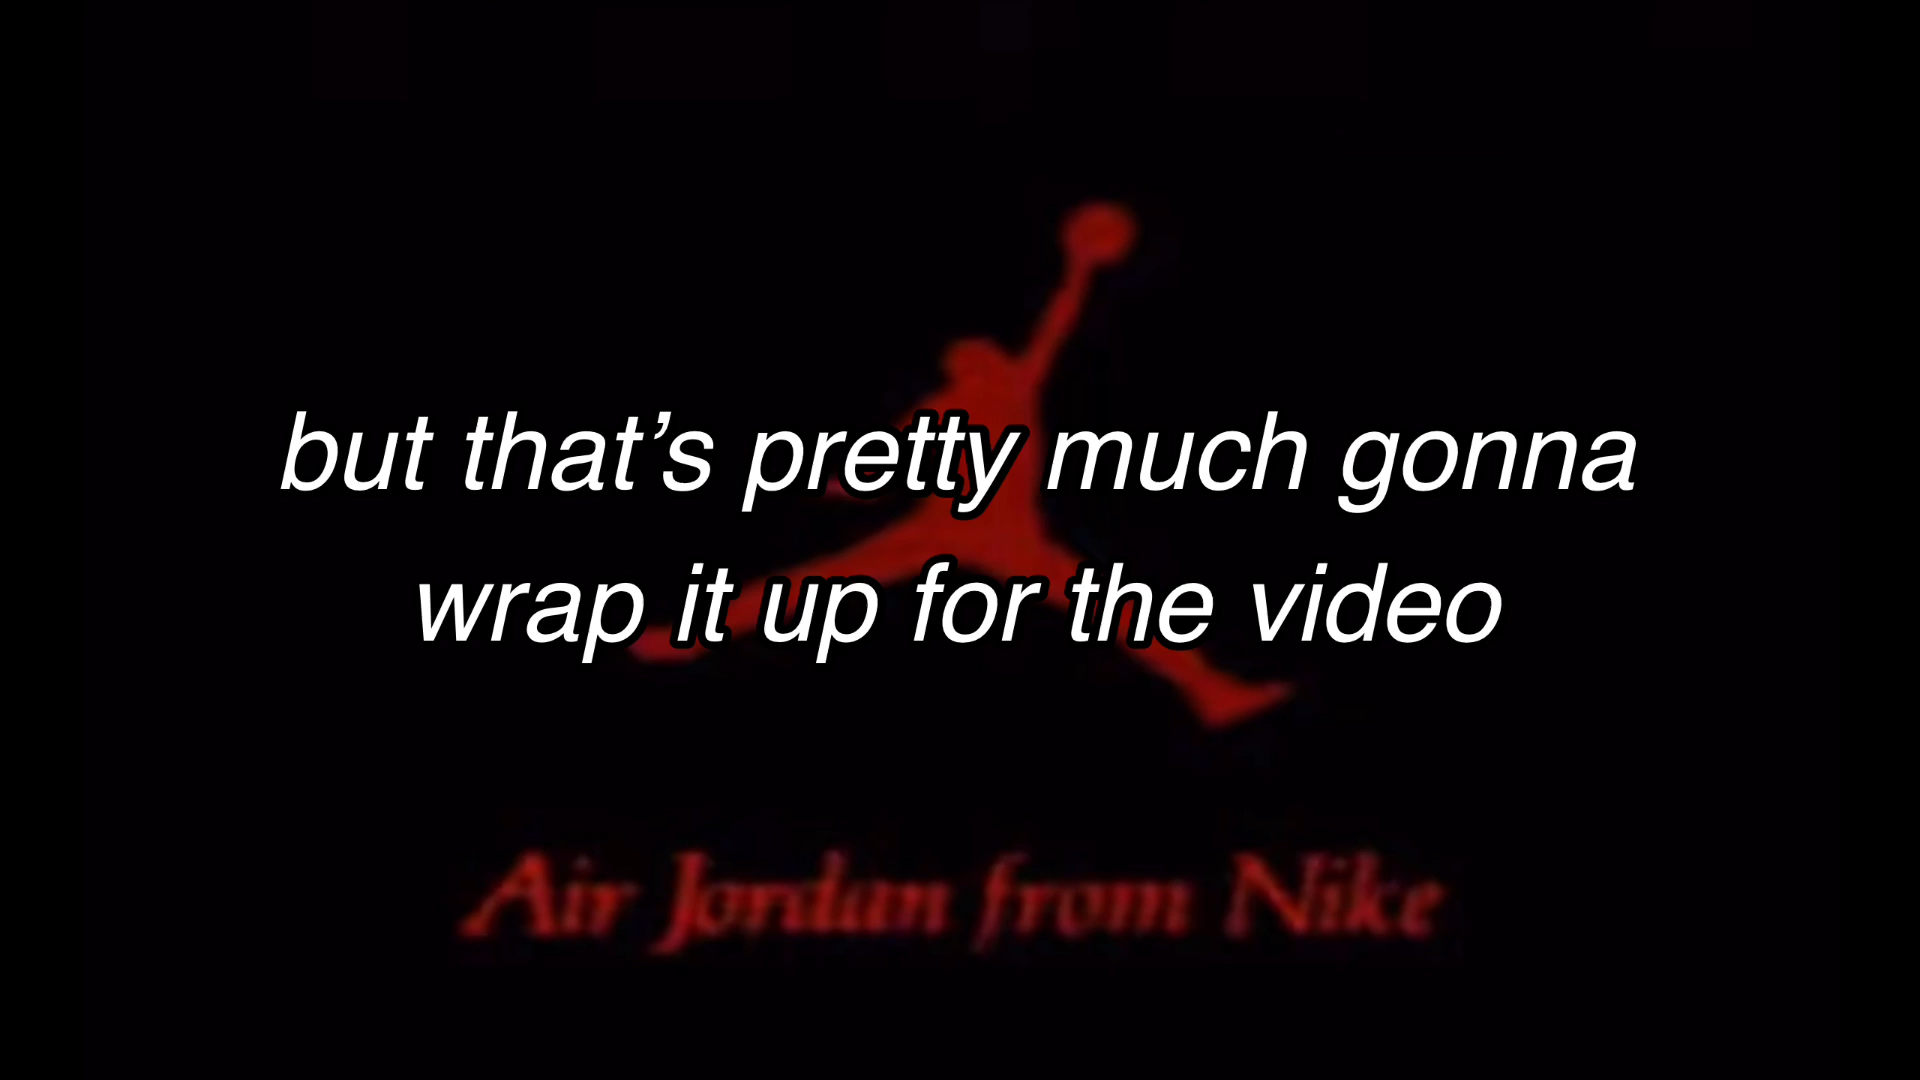 but that’s pretty much gonna
wrap it up for the video
Air Jordan from Nike